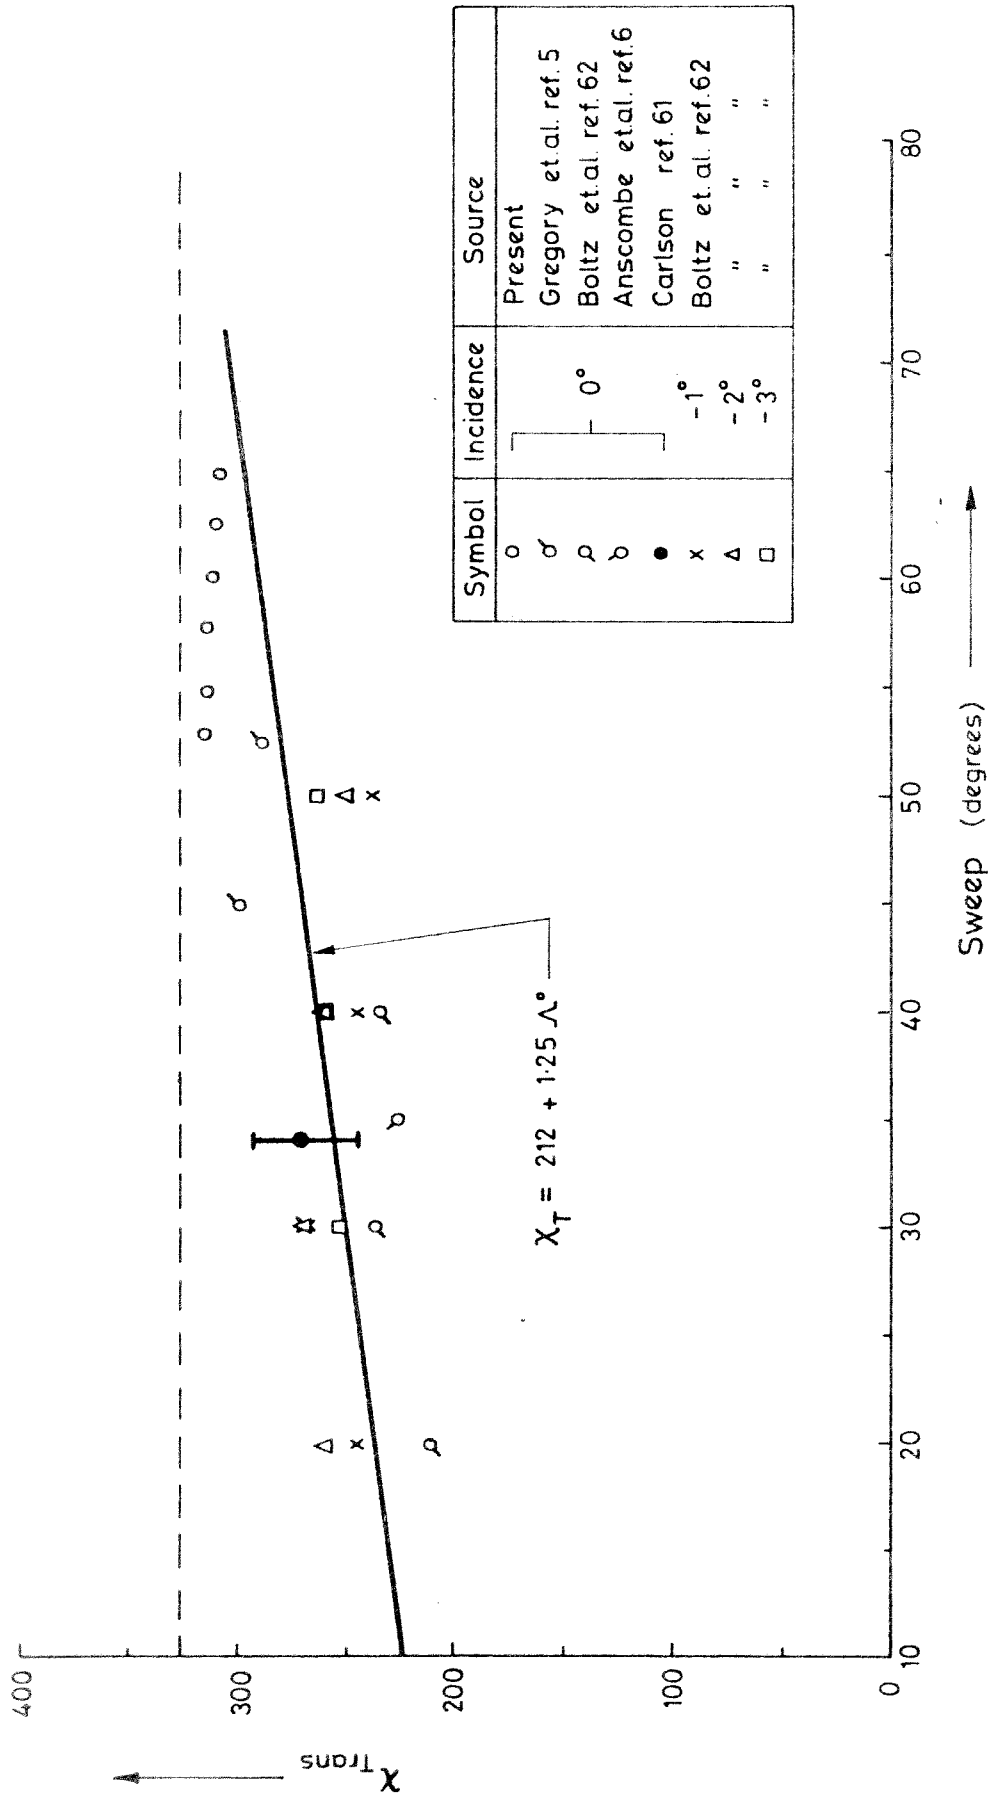 400
300
200
100
0
χ Trans
10
20
30
40
50
60
70
80
Sweep (degrees)
χT = 212 + 1·25 Λ°
Symbol Incidence Source
Present
Gregory et.al. ref. 5
0° Boltz et.al. ref. 62
Anscombe et.al. ref. 6
Carlson ref. 61
-1° Boltz et. al. ref. 62
-2° " " "
-3° " " "